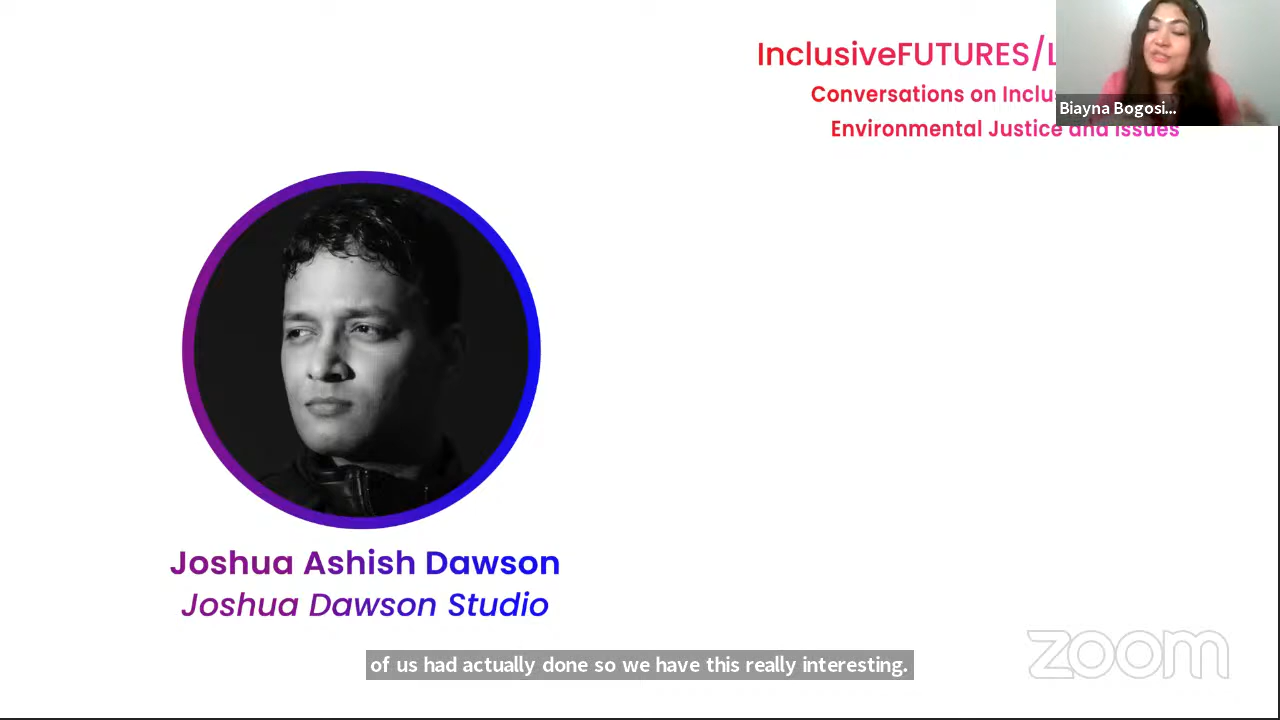 InclusiveFUTURES/L
Conversations on Inclus
Environmental Justice and Issues
Biayna Bogosi...
Joshua Ashish Dawson
Joshua Dawson Studio
of us had actually done so we have this really interesting.
zoom